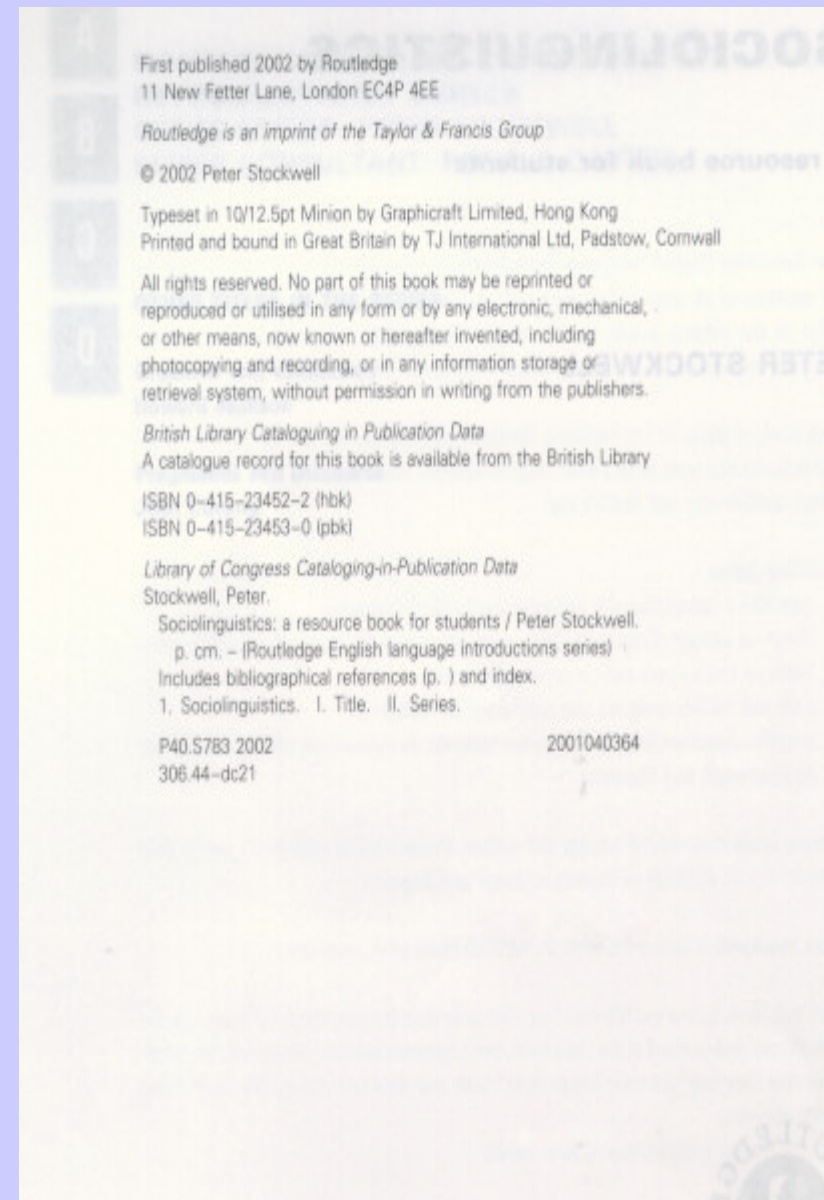 First published 2002 by Routledge
11 New Fetter Lane, London EC4P 4EE
Routledge is an imprint of the Taylor & Francis Group
© 2002 Peter Stockwell
Typeset in 10/12.5pt Minion by Graphicraft Limited, Hong Kong
Printed and bound in Great Britain by TJ International Ltd, Padstow, Cornwall
All rights reserved. No part of this book may be reprinted or
reproduced or utilised in any form or by any electronic, mechanical,
or other means, now known or hereafter invented, including
photocopying and recording, or in any information storage or
retrieval system, without permission in writing from the publishers.
British Library Cataloguing in Publication Data
A catalogue record for this book is available from the British Library
ISBN 0–415–23452–2 (hbk)
ISBN 0–415–23453–0 (pbk)
Library of Congress Cataloging-in-Publication Data
Stockwell, Peter.
Sociolinguistics: a resource book for students / Peter Stockwell.
p. cm. – (Routledge English language introductions series)
Includes bibliographical references (p. ) and index.
1. Sociolinguistics. I. Title. II. Series.
P40.S783 2002 2001040364
306.44–dc21